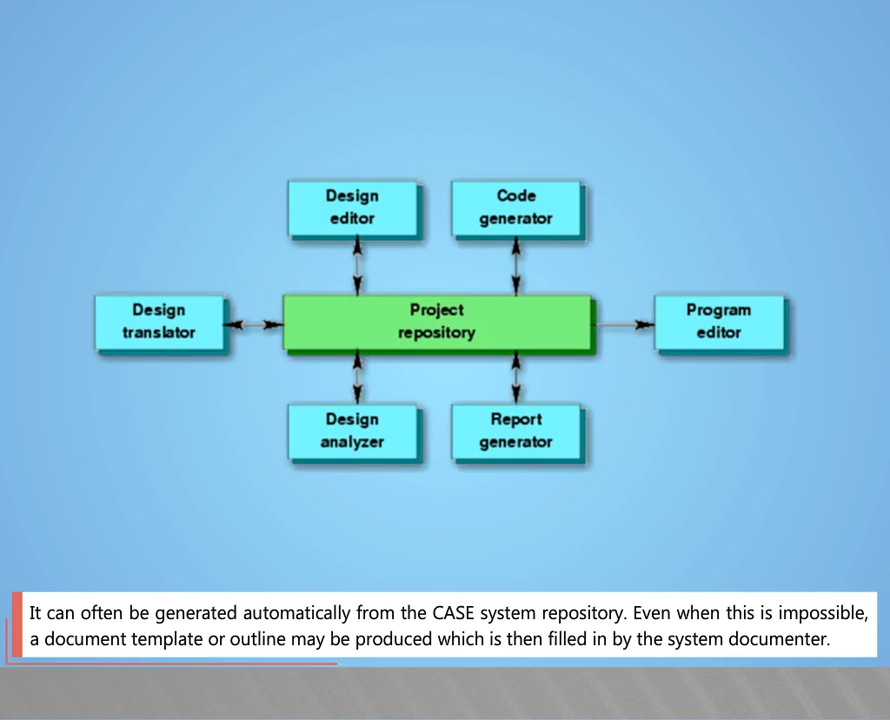 Design
editor
Code
generator
Design
translator
Project
repository
Program
editor
Design
analyzer
Report
generator
It can often be generated automatically from the CASE system repository. Even when this is impossible,
a document template or outline may be produced which is then filled in by the system documenter.